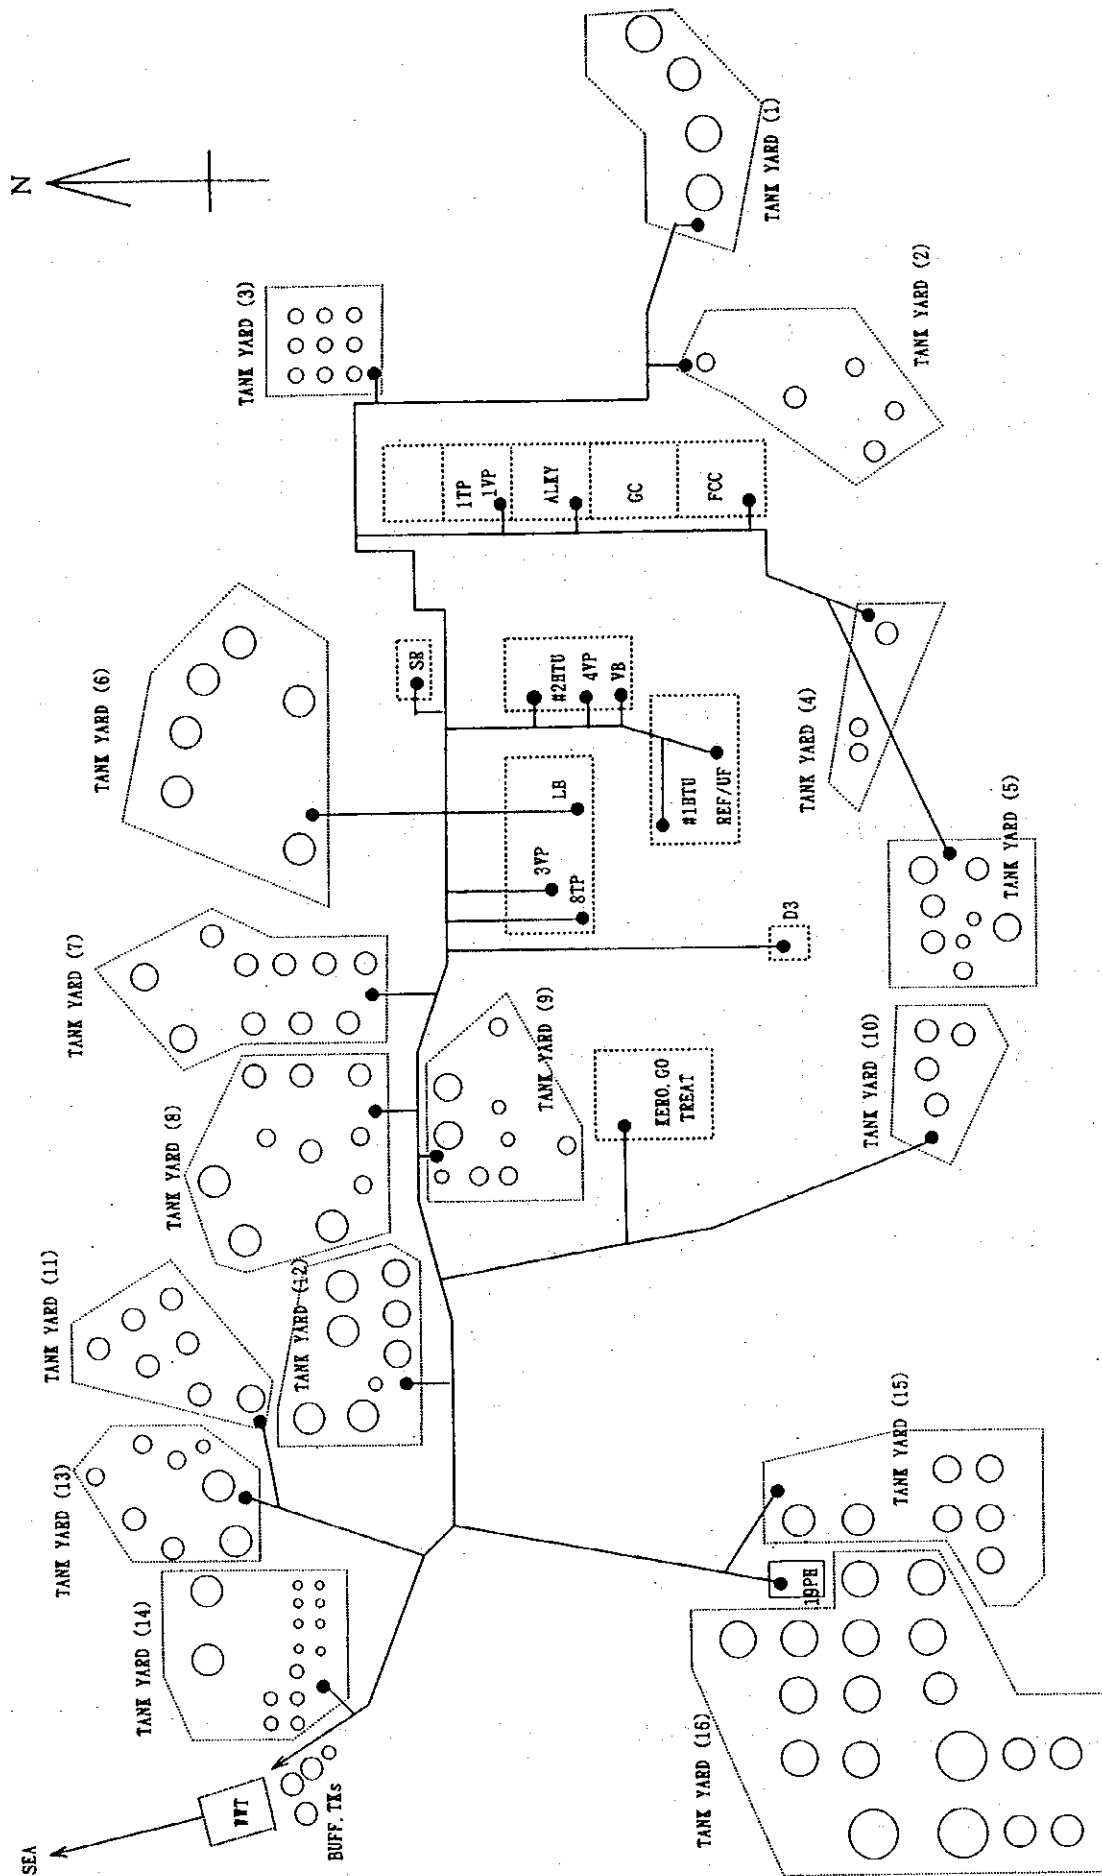 N
SEA
WWT
BUFF. TKs
TANK YARD (14)
TANK YARD (13)
TANK YARD (11)
TANK YARD (12)
TANK YARD (8)
TANK YARD (7)
TANK YARD (6)
TANK YARD (3)
TANK YARD (1)
TANK YARD (2)
TANK YARD (9)
TANK YARD (4)
TANK YARD (5)
TANK YARD (10)
TANK YARD (15)
TANK YARD (16)
19PH
KERO. GO
TREAT
D3
8TP
3VP
LB
SR
#2HTU
4VP
VB
#1HTU
REF/UF
1TP
1VP
ALKY
GC
FCC